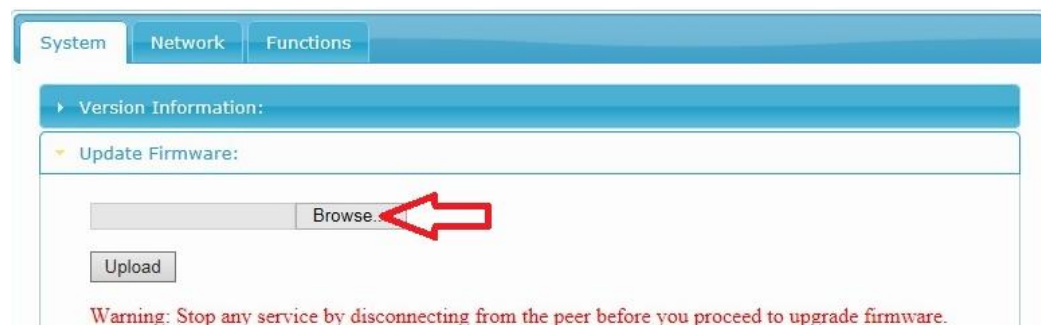 System Network Functions
Version Information:
Update Firmware:
Browse..
Upload
Warning: Stop any service by disconnecting from the peer before you proceed to upgrade firmware.